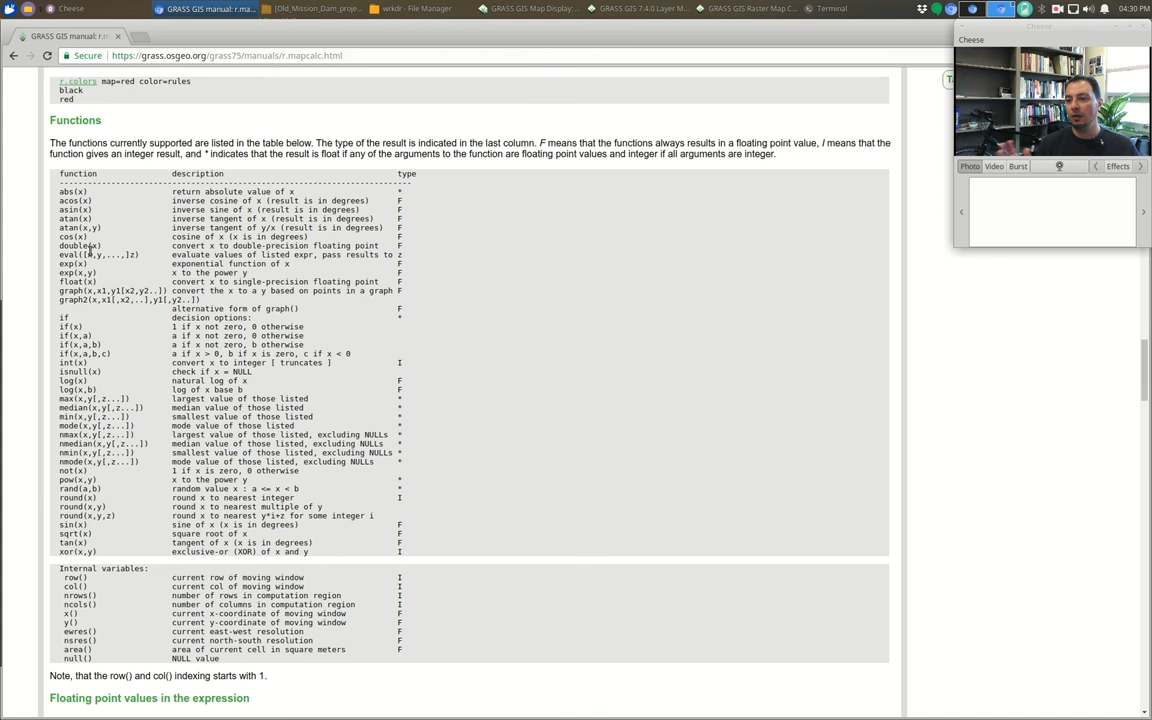 Cheese
GRASS GIS manual: r.ma...
[Old_Mission_Dam_proje...
wrkdr - File Manager
GRASS GIS Map Display: ...
GRASS GIS 7.4.0 Layer M...
GRASS GIS Raster Map C...
Terminal
04:30 PM
GRASS GIS manual: r.m
Secure
https://grass.osgeo.org/grass75/manuals/r.mapcalc.html
Cheese
Cheese
Photo
Video
Burst
Effects
r.colors map=red color=rules
black
red
Functions
The functions currently supported are listed in the table below. The type of the result is indicated in the last column. F means that the functions always results in a floating point value, I means that the
function gives an integer result, and * indicates that the result is float if any of the arguments to the function are floating point values and integer if all arguments are integer.
function description type
---------------------------------------------------------------------------
abs(x) return absolute value of x *
acos(x) inverse cosine of x (result is in degrees) F
asin(x) inverse sine of x (result is in degrees) F
atan(x) inverse tangent of x (result is in degrees) F
atan(x,y) inverse tangent of y/x (result is in degrees) F
cos(x) cosine of x (x is in degrees) F
double(x) convert x to double-precision floating point F
eval([x,y,...,]z) evaluate values of listed expr, pass results to z
exp(x) exponential function of x F
exp(x,y) x to the power y F
float(x) convert x to single-precision floating point F
graph(x,x1,y1[x2,y2..]) convert the x to a y based on points in a graph F
graph2(x,x1[,x2,..],y1[,y2..])
alternative form of graph() F
if decision options: *
if(x) 1 if x not zero, 0 otherwise
if(x,a) a if x not zero, 0 otherwise
if(x,a,b) a if x not zero, b otherwise
if(x,a,b,c) a if x > 0, b if x is zero, c if x < 0
int(x) convert x to integer [ truncates ] I
isnull(x) check if x = NULL
log(x) natural log of x F
log(x,b) log of x base b F
max(x,y[,z...]) largest value of those listed *
median(x,y[,z...]) median value of those listed *
min(x,y[,z...]) smallest value of those listed *
mode(x,y[,z...]) mode value of those listed *
nmax(x,y[,z...]) largest value of those listed, excluding NULLs *
nmedian(x,y[,z...]) median value of those listed, excluding NULLs *
nmin(x,y[,z...]) smallest value of those listed, excluding NULLs *
nmode(x,y[,z...]) mode value of those listed, excluding NULLs *
not(x) 1 if x is zero, 0 otherwise
pow(x,y) x to the power y *
rand(a,b) random value x : a <= x < b *
round(x) round x to nearest integer I
round(x,y) round x to nearest multiple of y
round(x,y,z) round x to nearest y*i+z for some integer i
sin(x) sine of x (x is in degrees) F
sqrt(x) square root of x F
tan(x) tangent of x (x is in degrees) F
xor(x,y) exclusive-or (XOR) of x and y I
Internal variables:
row() current row of moving window I
col() current col of moving window I
nrows() number of rows in computation region I
ncols() number of columns in computation region I
x() current x-coordinate of moving window F
y() current y-coordinate of moving window F
ewres() current east-west resolution F
nsres() current north-south resolution F
area() area of current cell in square meters F
null() NULL value
Note, that the row() and col() indexing starts with 1.
Floating point values in the expression